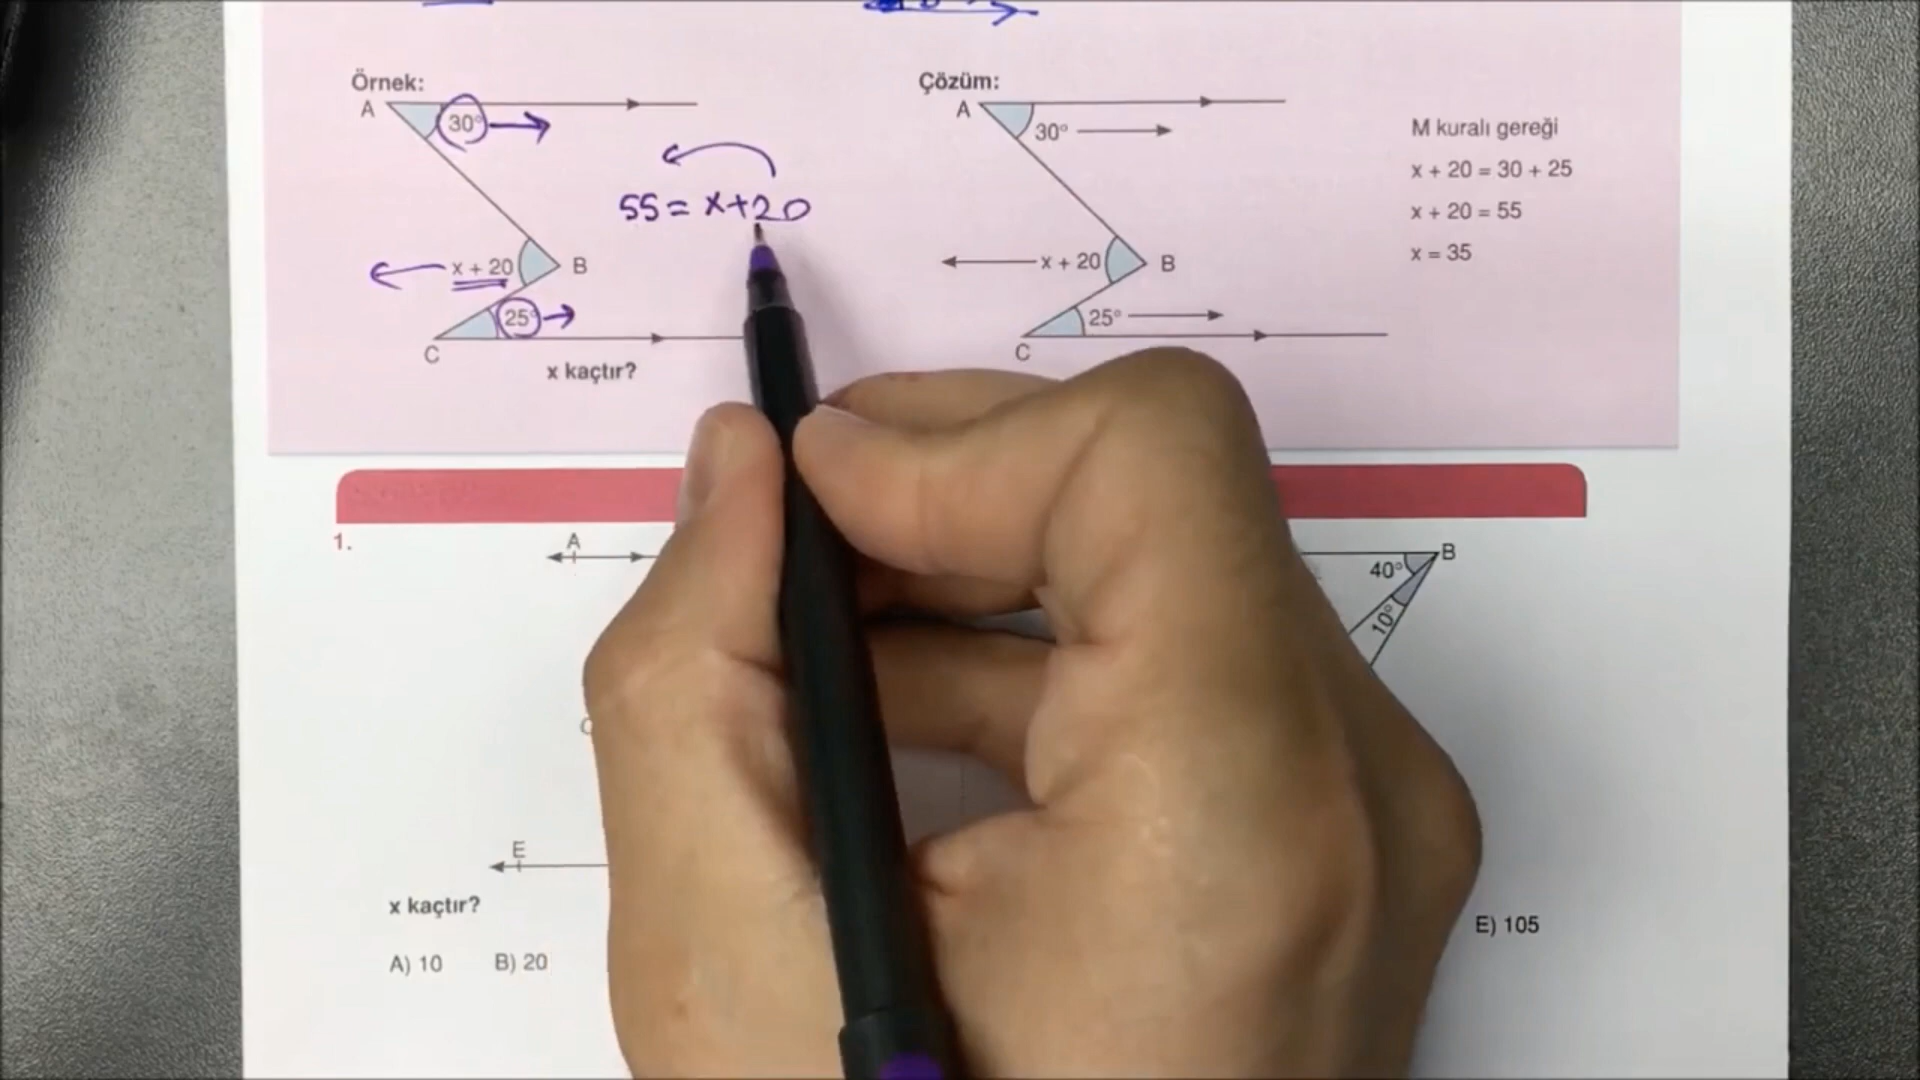 Örnek:
A
30°
55 = x+20
x + 20
B
25°
C
x kaçtır?
Çözüm:
A
30°
x + 20
B
25°
C
M kuralı gereği
x + 20 = 30 + 25
x + 20 = 55
x = 35
1.
A
E
x kaçtır?
A) 10 B) 20
B
40°
10°
E) 105